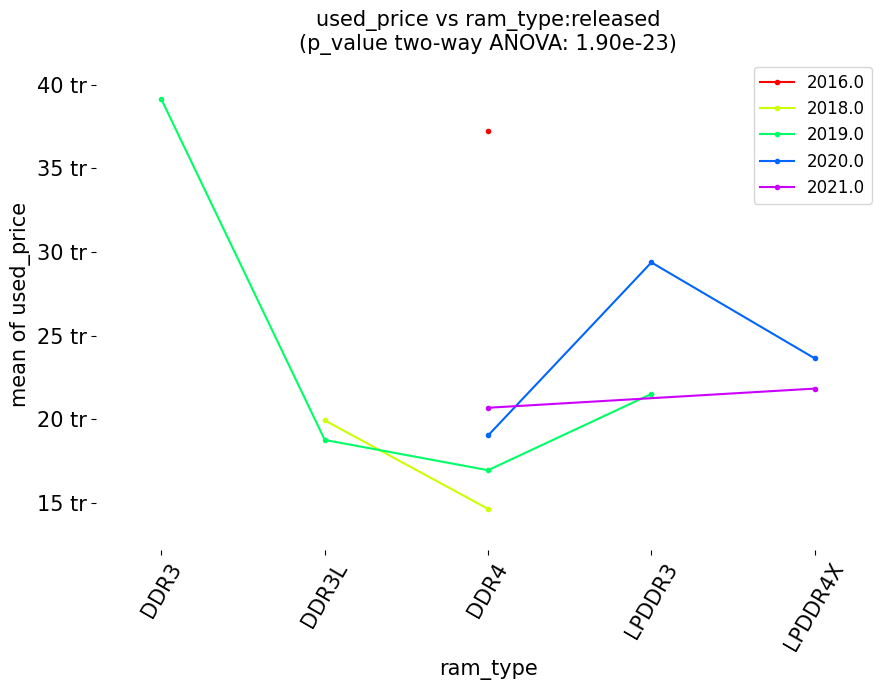 used_price vs ram_type:released
(p_value two-way ANOVA: 1.90e-23)
2016.0
2018.0
2019.0
2020.0
2021.0
40 tr
35 tr
30 tr
25 tr
20 tr
15 tr
mean of used_price
DDR3
DDR3L
DDR4
LPDDR3
LPDDR4X
ram_type